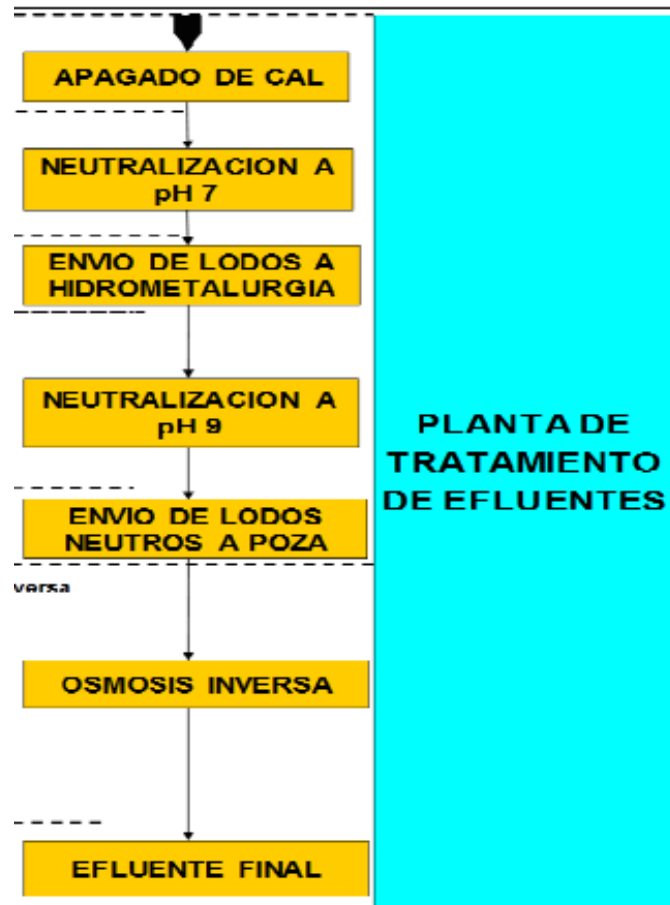 APAGADO DE CAL
NEUTRALIZACION A
pH 7
ENVIO DE LODOS A
HIDROMETALURGIA
NEUTRALIZACION A
pH 9
ENVIO DE LODOS
NEUTROS A POZA
versa
OSMOSIS INVERSA
EFLUENTE FINAL
PLANTA DE
TRATAMIENTO
DE EFLUENTES